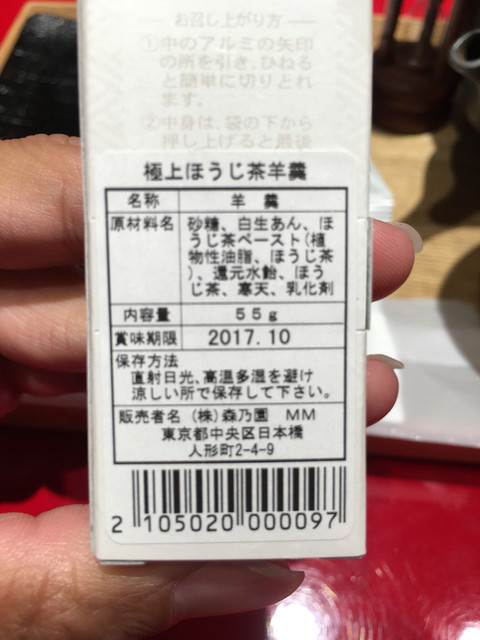 お召し上がり方
①中のアルミの矢印
の所を引き、ひねる
と簡単に切りとれ
ます。
②中身は、袋の下から
押し上げると最後
極上ほうじ茶羊羹
名称 羊羹
原材料名 砂糖、白生あん、ほ
うじ茶ペースト(植
物性油脂、ほうじ茶
)、還元水飴、ほう
じ茶、寒天、乳化剤
内容量 55g
賞味期限 2017.10
保存方法
直射日光、高温多湿を避け
涼しい所で保存して下さい。
販売者名 (株)森乃園 MM
東京都中央区日本橋
人形町2-4-9
2 105020 000097